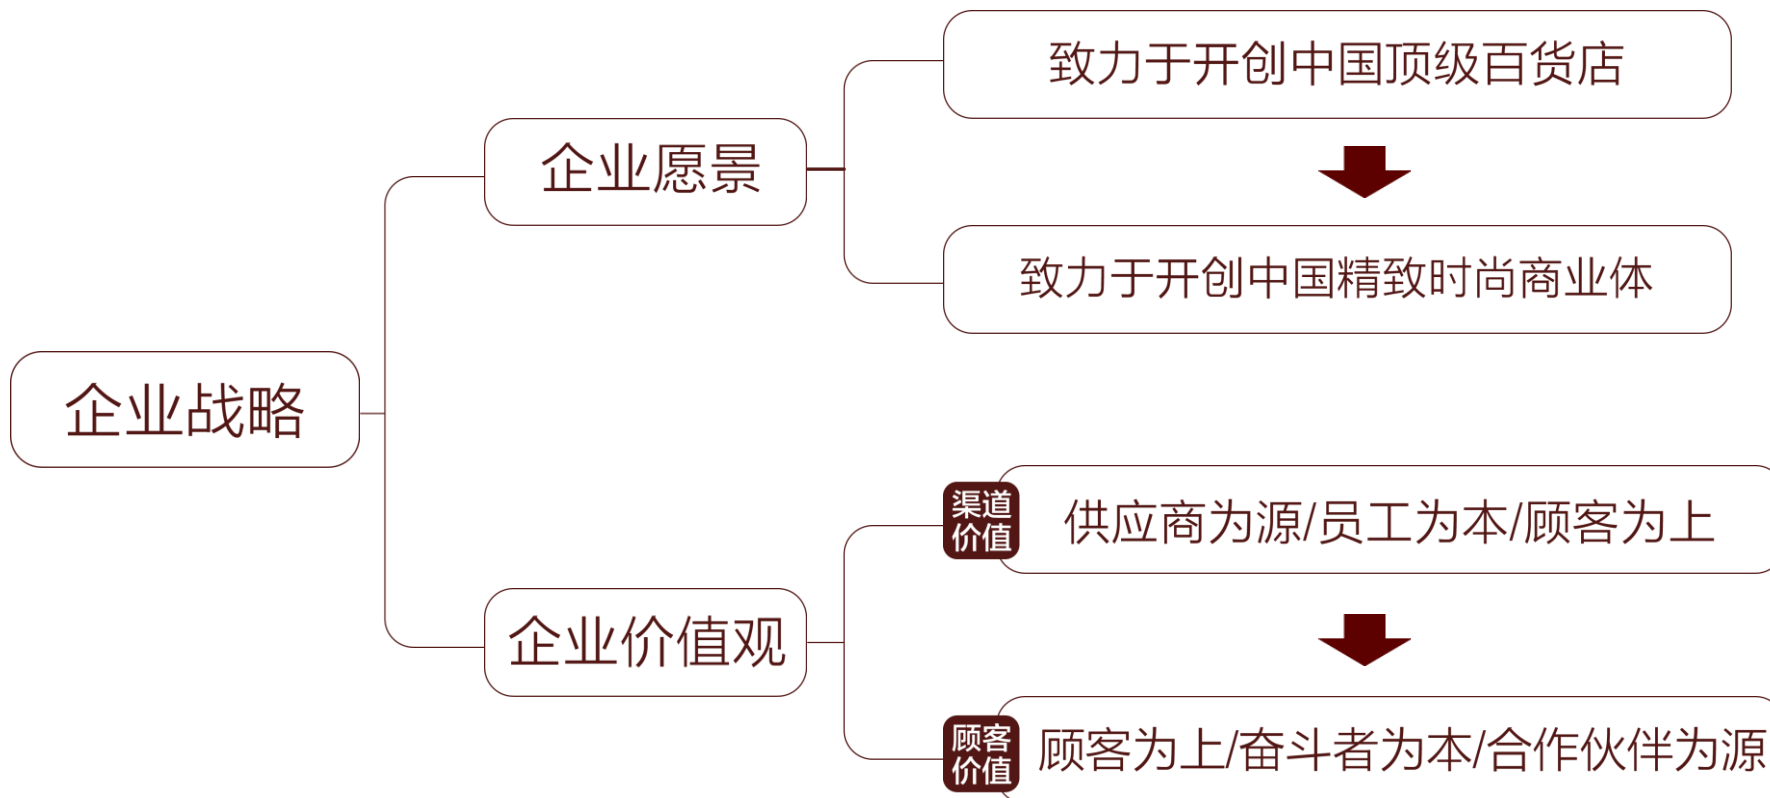 致力于开创中国顶级百货店
企业愿景
致力于开创中国精致时尚商业体
企业战略
渠道
价值
供应商为源/员工为本/顾客为上
企业价值观
顾客
价值
顾客为上/奋斗者为本/合作伙伴为源